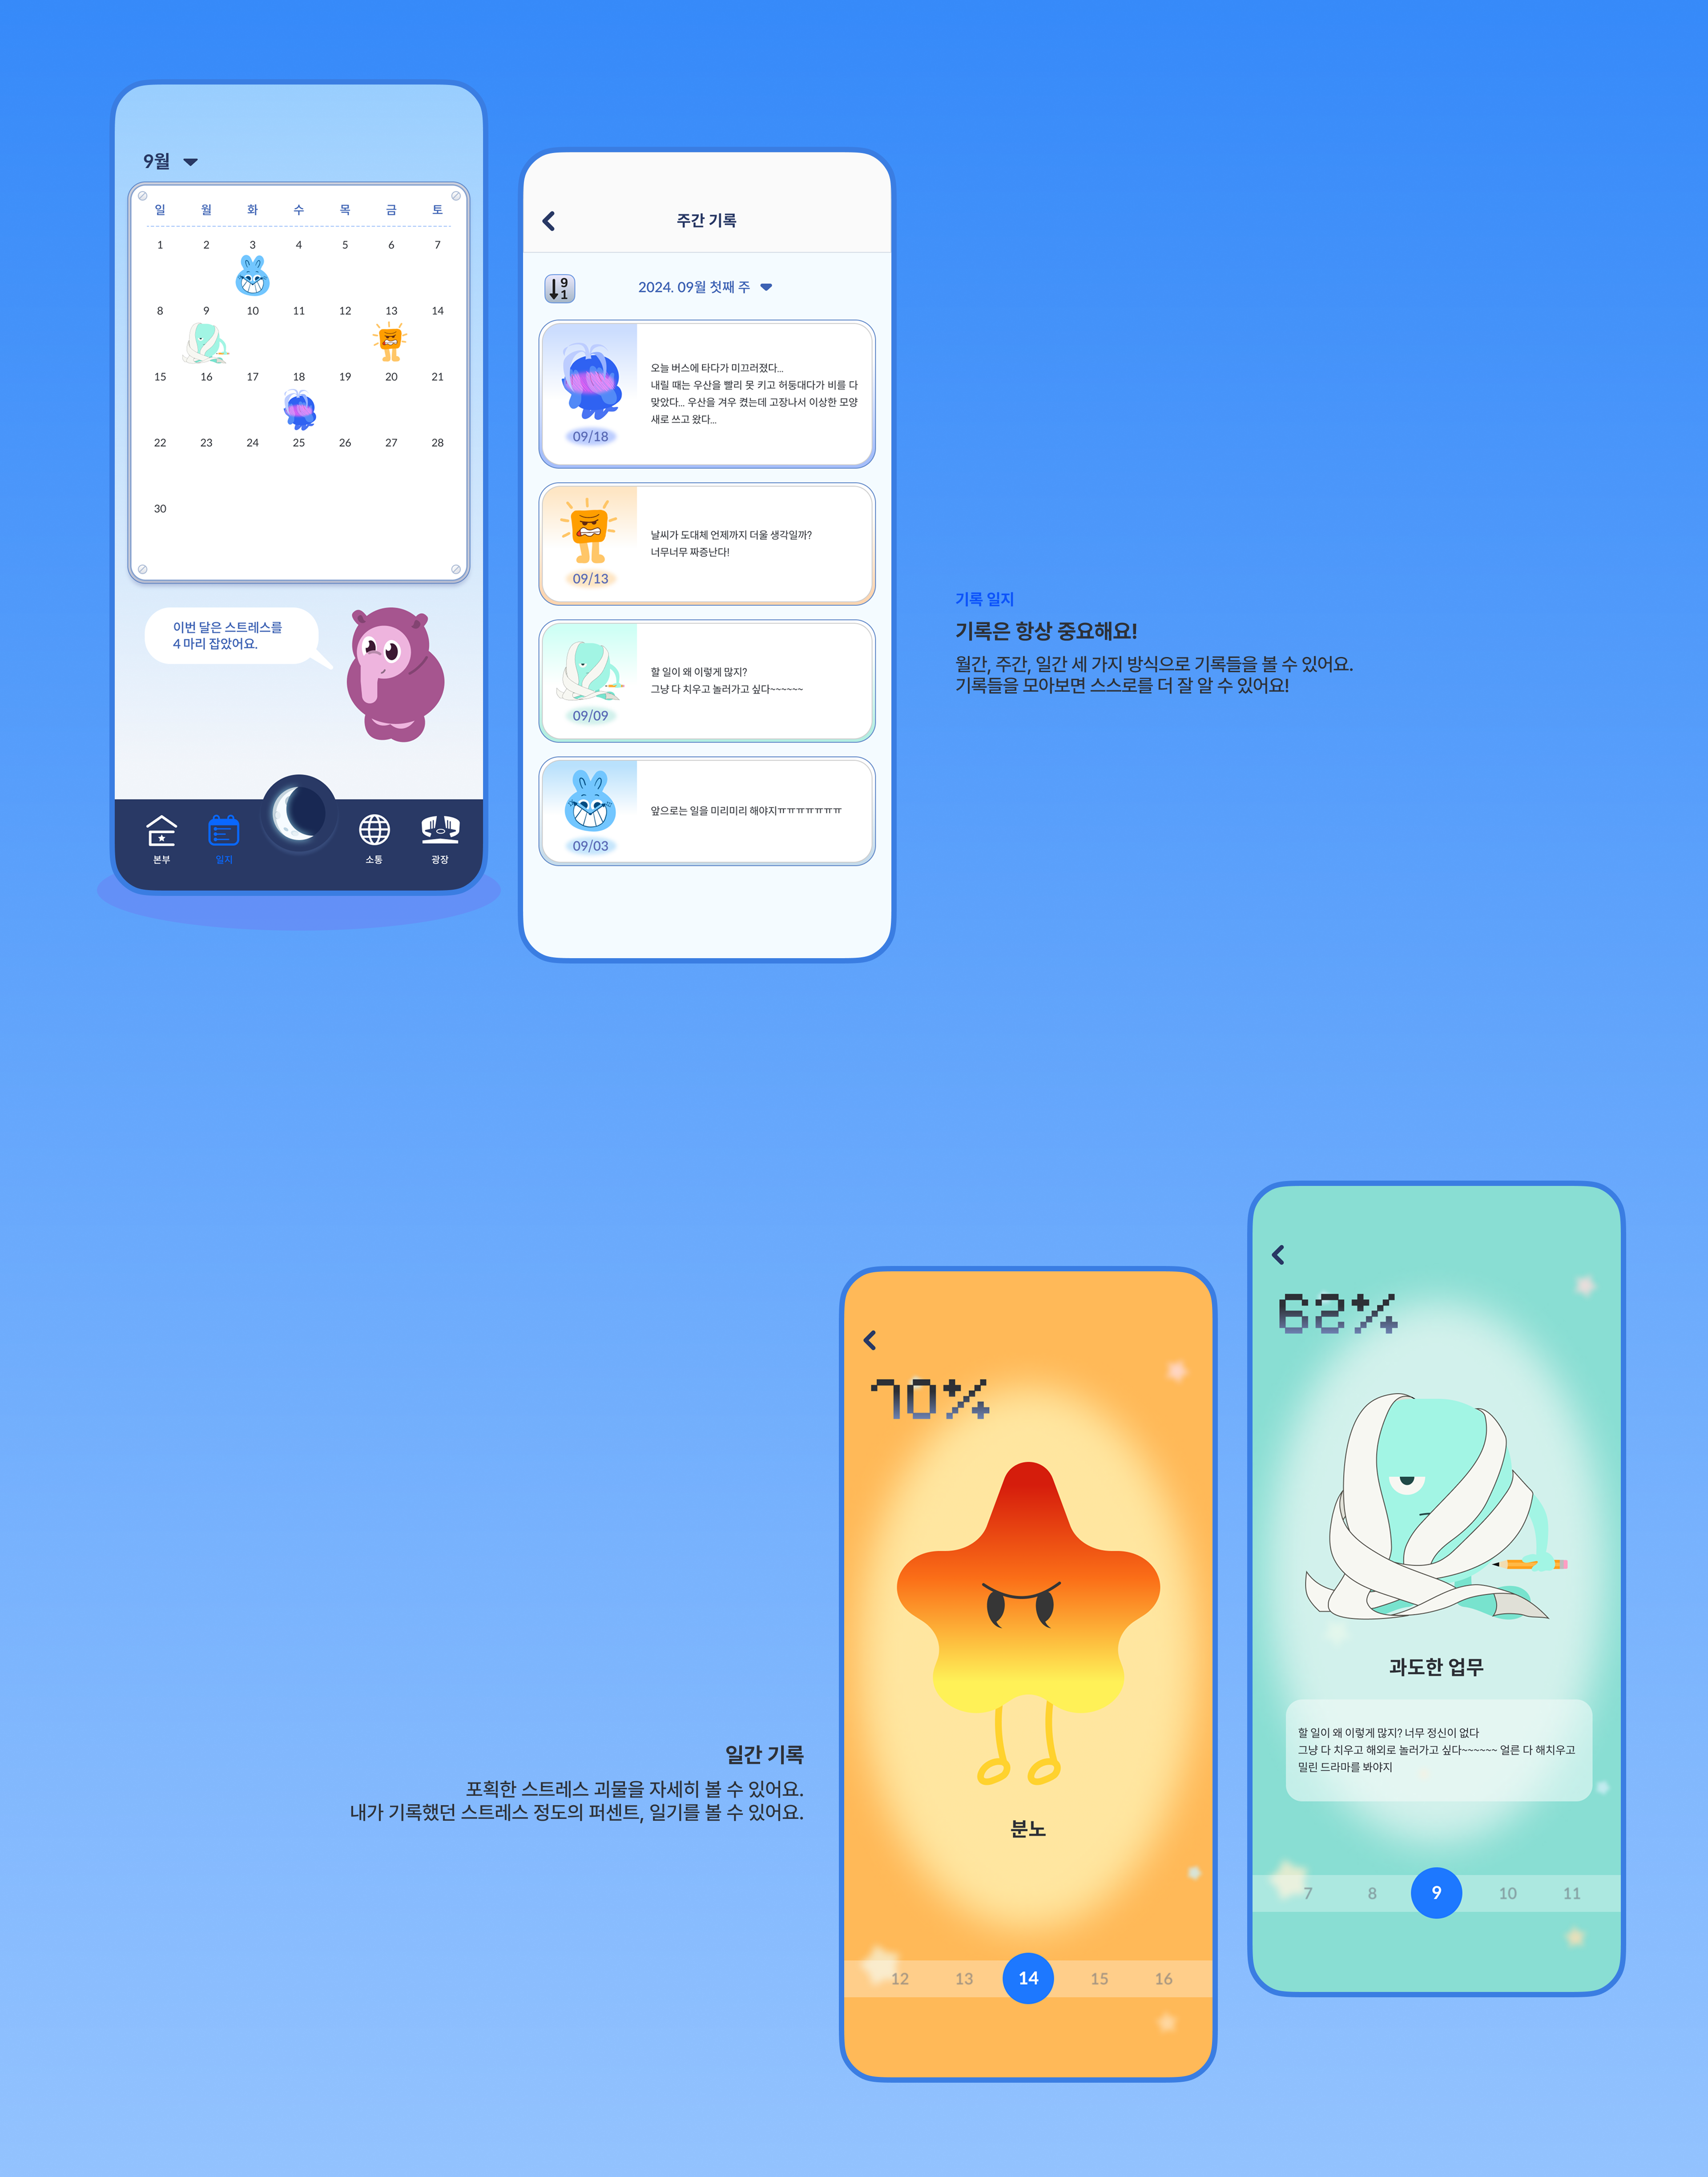 9월
일 월 화 수 목 금 토
1 2 3 4 5 6 7
8 9 10 11 12 13 14
15 16 17 18 19 20 21
22 23 24 25 26 27 28
30
이번 달은 스트레스를
4 마리 잡았어요.
본부 일지 소통 광장
주간 기록
9
1
2024. 09월 첫째 주
오늘 버스에 타다가 미끄러졌다...
내릴 때는 우산을 빨리 못 키고 허둥대다가 비를 다
맞았다... 우산을 겨우 켰는데 고장나서 이상한 모양
새로 쓰고 왔다...
09/18
날씨가 도대체 언제까지 더울 생각일까?
너무너무 짜증난다!
09/13
할 일이 왜 이렇게 많지?
그냥 다 치우고 놀러가고 싶다~~~~~~
09/09
앞으로는 일을 미리미리 해야지ㅠㅠㅠㅠㅠㅠㅠ
09/03
기록 일지
기록은 항상 중요해요!
월간, 주간, 일간 세 가지 방식으로 기록들을 볼 수 있어요.
기록들을 모아보면 스스로를 더 잘 알 수 있어요!
일간 기록
포획한 스트레스 괴물을 자세히 볼 수 있어요.
내가 기록했던 스트레스 정도의 퍼센트, 일기를 볼 수 있어요.
70%
분노
12 13 14 15 16
62%
과도한 업무
할 일이 왜 이렇게 많지? 너무 정신이 없다
그냥 다 치우고 해외로 놀러가고 싶다~~~~~~ 얼른 다 해치우고
밀린 드라마를 봐야지
7 8 9 10 11